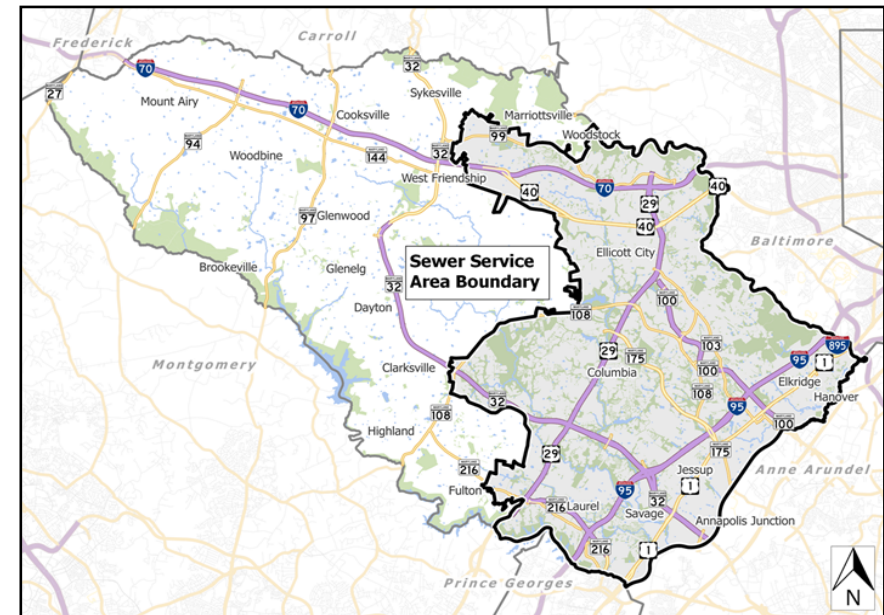 Frederick
Carroll
32
70
27
Mount Airy
Sykesville
70
Cooksville
Marriottsville
99
Woodstock
94
Woodbine
144
32
West Friendship
70
40
40
29
97
Glenwood
40
Baltimore
Ellicott City
Brookeville
Glenelg
Sewer Service
Area Boundary
32
Dayton
108
100
103
895
Montgomery
29
175
95
1
Clarksville
Columbia
100
Elkridge
32
108
Hanover
95
108
100
Highland
29
175
Anne Arundel
216
Jessup
Fulton
95
1
216
Laurel
32
Savage
Annapolis Junction
216
1
Prince Georges
N